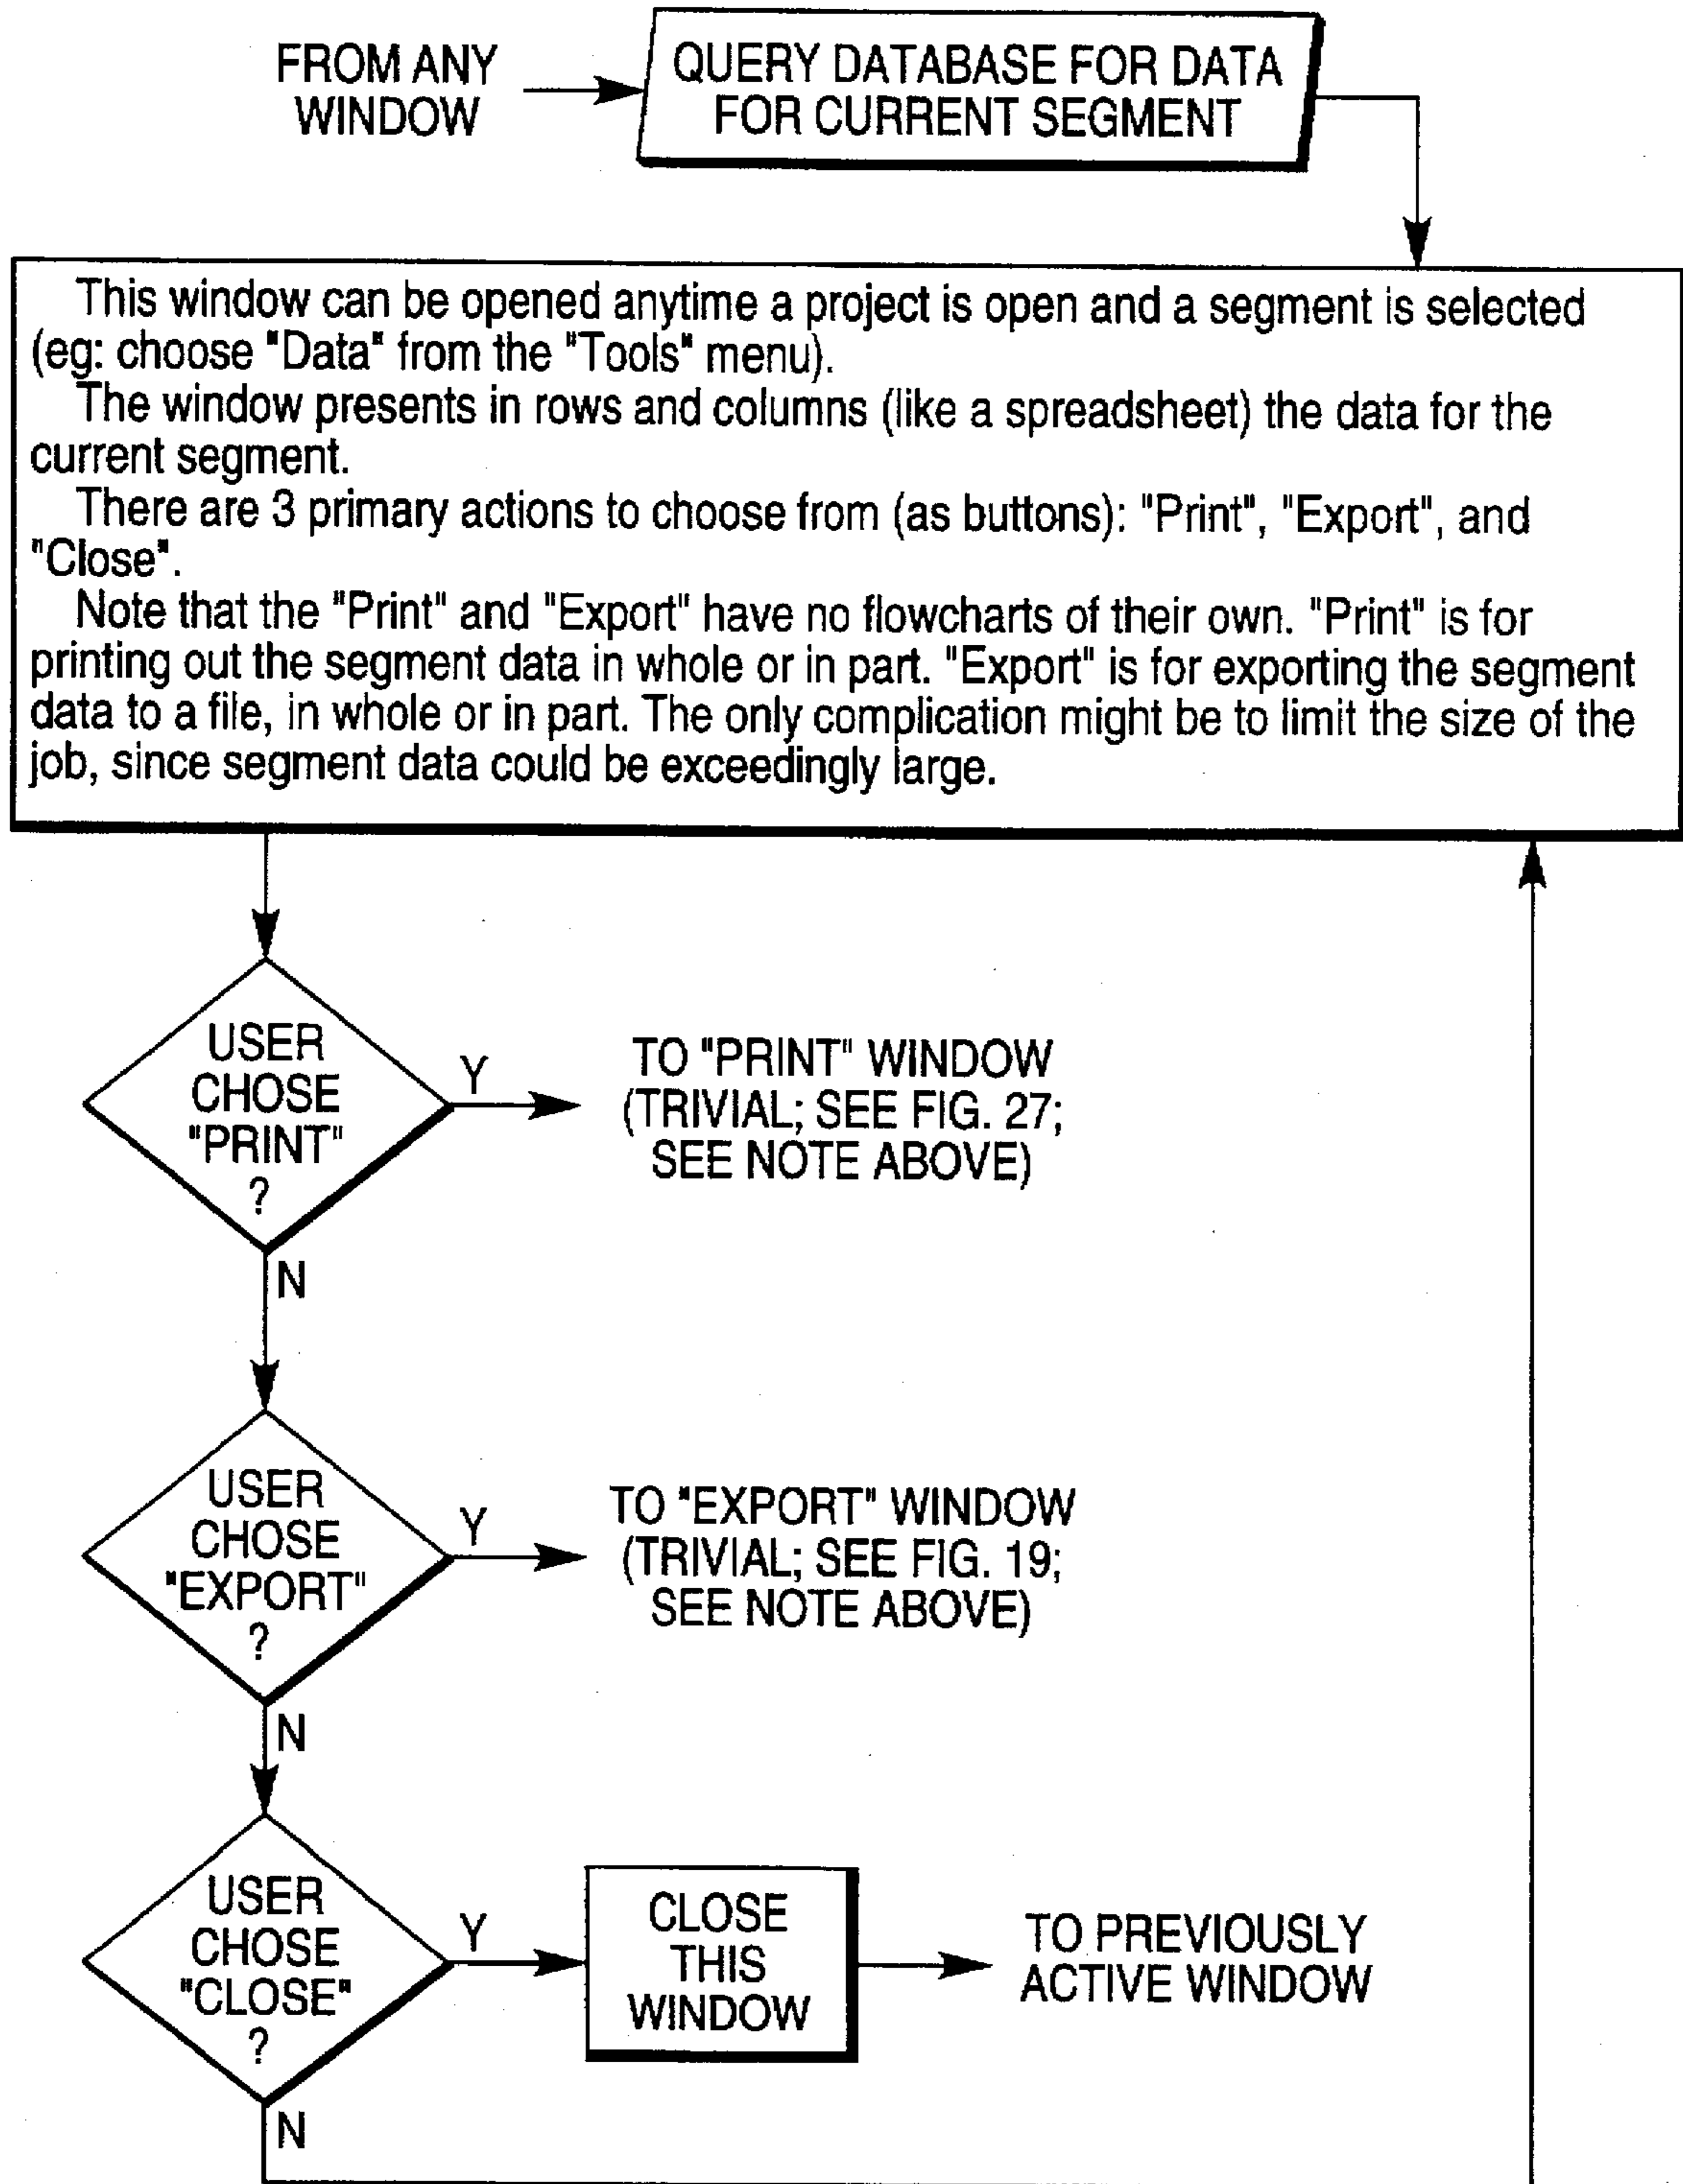 FROM ANY
WINDOW
QUERY DATABASE FOR DATA
FOR CURRENT SEGMENT
This window can be opened anytime a project is open and a segment is selected
(eg: choose "Data" from the "Tools" menu).
The window presents in rows and columns (like a spreadsheet) the data for the
current segment.
There are 3 primary actions to choose from (as buttons): "Print", "Export", and
"Close".
Note that the "Print" and "Export" have no flowcharts of their own. "Print" is for
printing out the segment data in whole or in part. "Export" is for exporting the segment
data to a file, in whole or in part. The only complication might be to limit the size of the
job, since segment data could be exceedingly large.
USER
CHOSE
"PRINT"
?
Y
TO "PRINT" WINDOW
(TRIVIAL; SEE FIG. 27;
SEE NOTE ABOVE)
N
USER
CHOSE
"EXPORT"
?
Y
TO "EXPORT" WINDOW
(TRIVIAL; SEE FIG. 19;
SEE NOTE ABOVE)
N
USER
CHOSE
"CLOSE"
?
Y
CLOSE
THIS
WINDOW
TO PREVIOUSLY
ACTIVE WINDOW
N